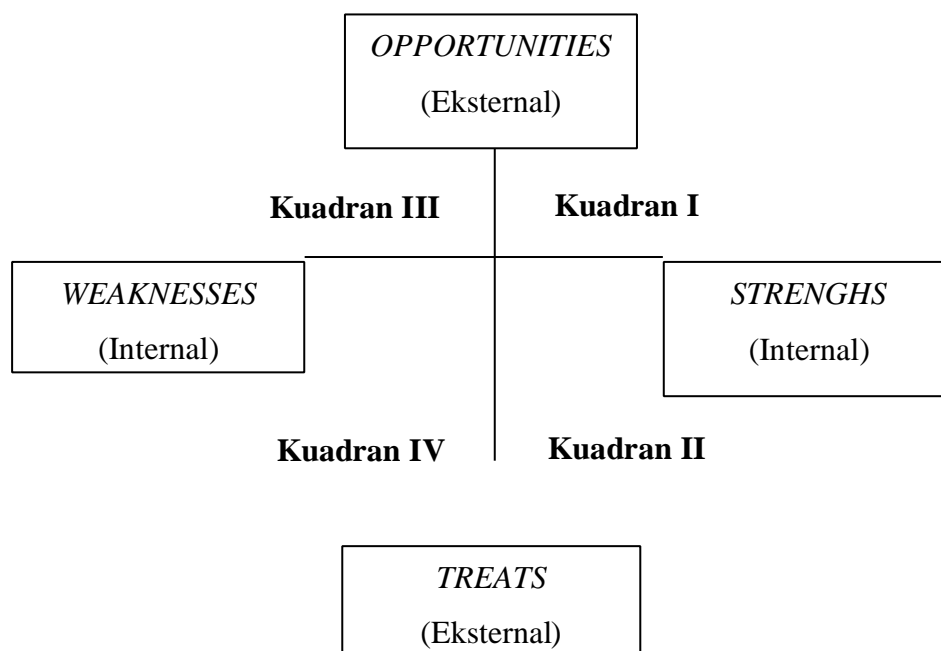 OPPORTUNITIES
(Eksternal)
Kuadran III
Kuadran I
WEAKNESSES
(Internal)
STRENGHS
(Internal)
Kuadran IV
Kuadran II
TREATS
(Eksternal)